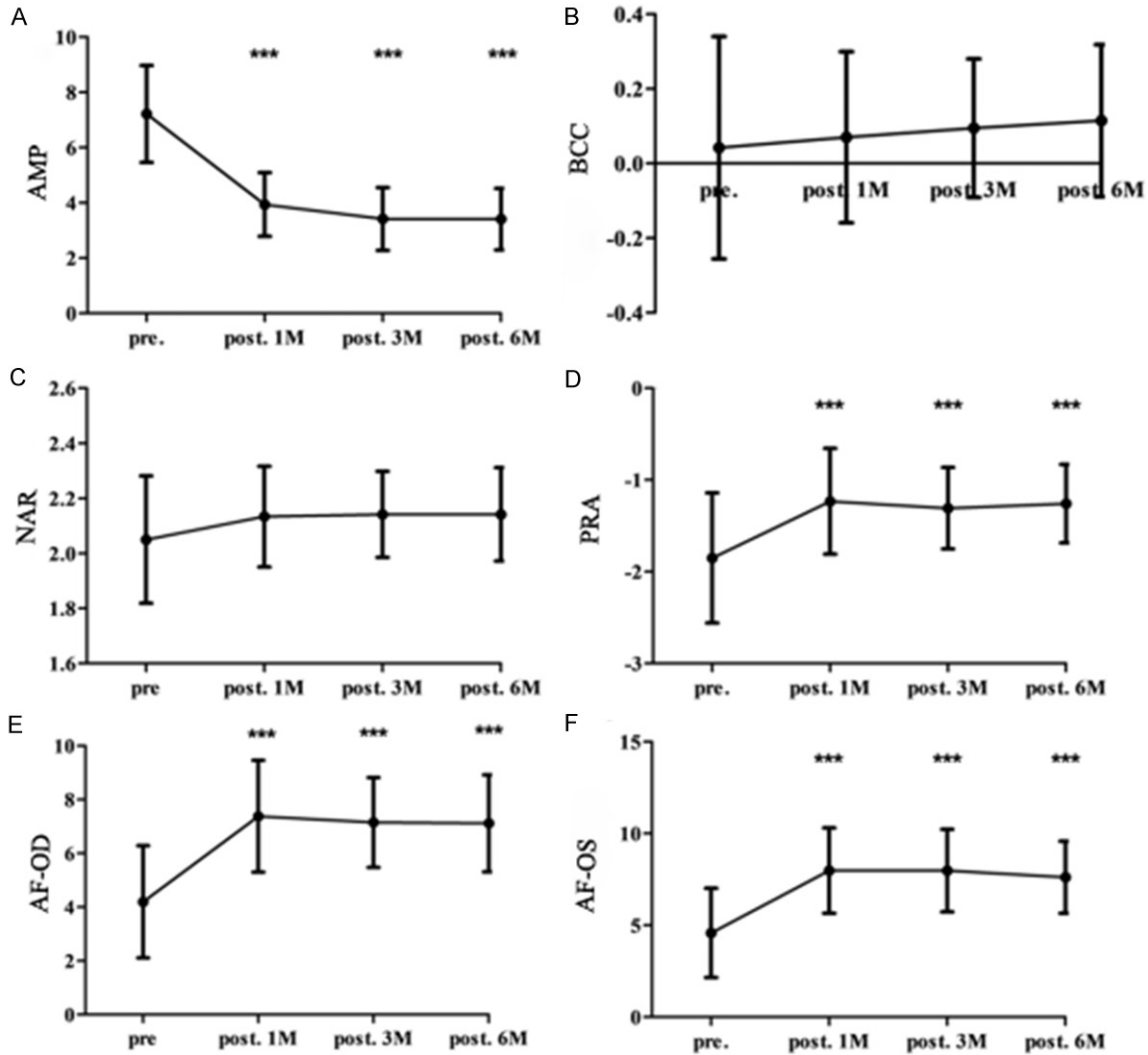 A
AMP
10
8
6
4
2
0
*** *** ***
pre. post. 1M post. 3M post. 6M
B
BCC
0.4
0.2
0.0
-0.2
-0.4
pre. post. 1M post. 3M post. 6M
C
NAR
2.6
2.4
2.2
2.0
1.8
1.6
pre post. 1M post. 3M post. 6M
D
PRA
0
-1
-2
-3
*** *** ***
pre. post. 1M post. 3M post. 6M
E
AF-OD
10
8
6
4
2
0
*** *** ***
pre post. 1M post. 3M post. 6M
F
AF-OS
15
10
5
0
*** *** ***
pre. post. 1M post. 3M post. 6M